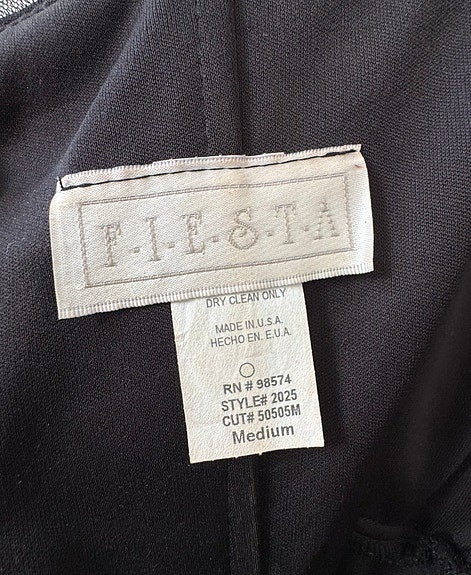 F.I.E.S.T.A
DRY CLEAN ONLY
MADE IN U.S.A.
HECHO EN. E.U.A.
RN # 98574
STYLE# 2025
CUT# 50505M
Medium